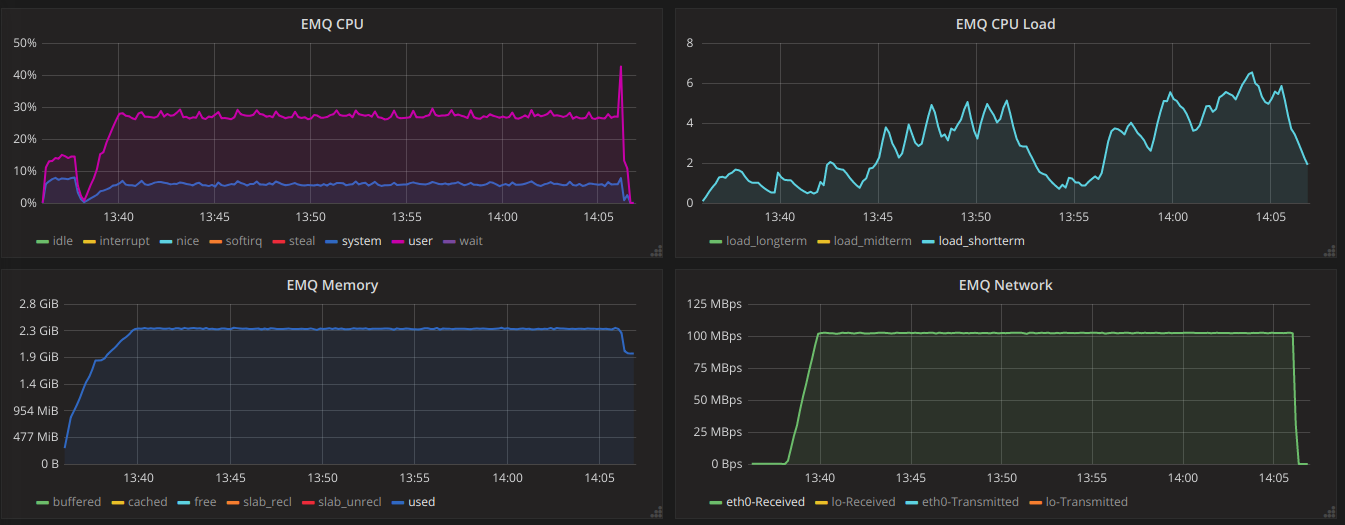 EMQ CPU
50%
40%
30%
20%
10%
0%
13:40 13:45 13:50 13:55 14:00 14:05
idle interrupt nice softirq steal system user wait
EMQ CPU Load
8
6
4
2
0
13:40 13:45 13:50 13:55 14:00 14:05
load_longterm load_midterm load_shortterm
EMQ Memory
2.8 GiB
2.3 GiB
1.9 GiB
1.4 GiB
954 MiB
477 MiB
0 B
13:40 13:45 13:50 13:55 14:00 14:05
buffered cached free slab_recl slab_unrecl used
EMQ Network
125 MBps
100 MBps
75 MBps
50 MBps
25 MBps
0 Bps
13:40 13:45 13:50 13:55 14:00 14:05
eth0-Received lo-Received eth0-Transmitted lo-Transmitted